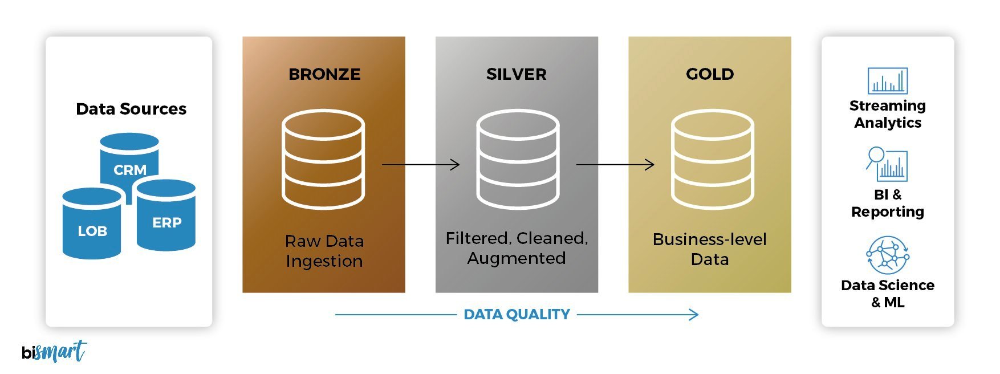 Data Sources
CRM
LOB
ERP
BRONZE
Raw Data
Ingestion
SILVER
Filtered, Cleaned,
Augmented
GOLD
Business-level
Data
DATA QUALITY
Streaming
Analytics
BI &
Reporting
Data Science
& ML
bismart